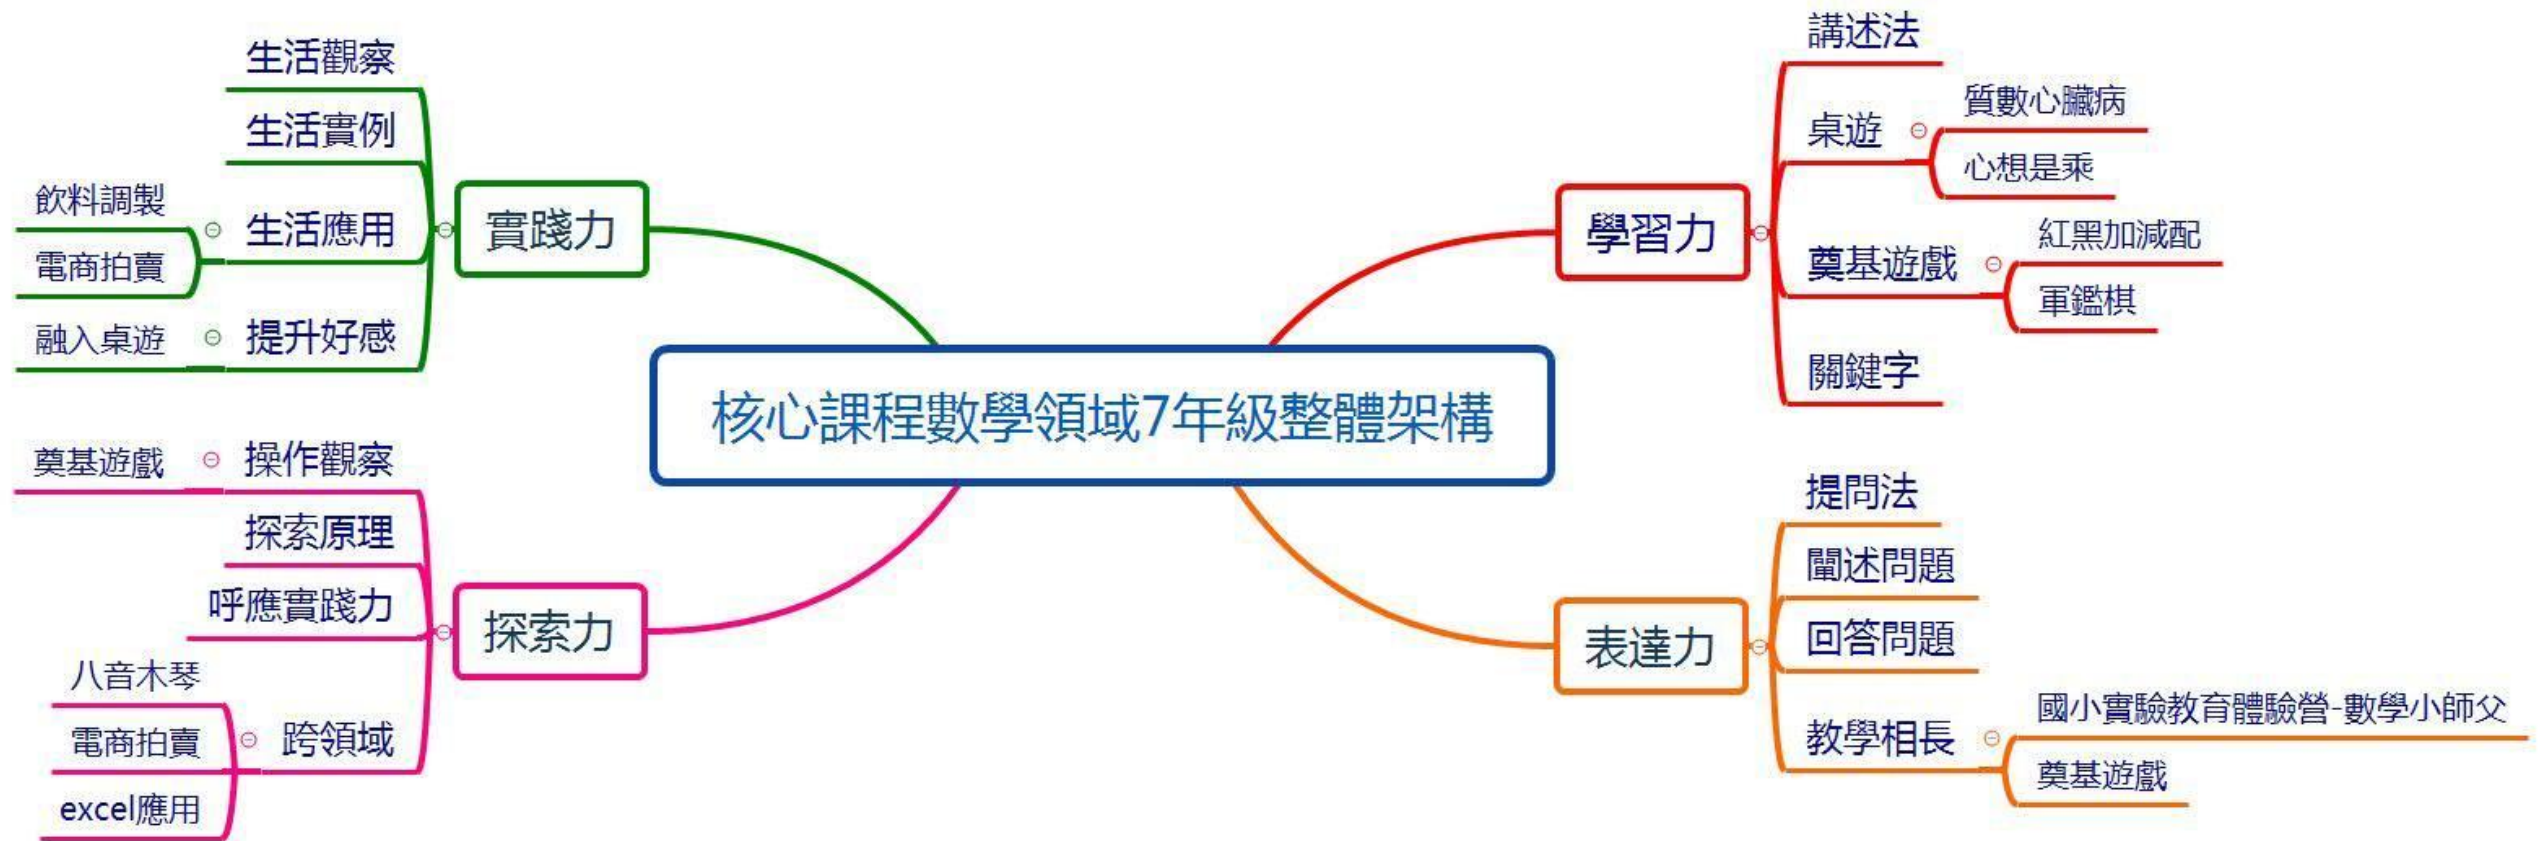 核心課程數學領域7年級整體架構
學習力
講述法
桌遊
質數心臟病
心想是乘
奠基遊戲
紅黑加減配
軍鑑棋
關鍵字
表達力
提問法
闡述問題
回答問題
教學相長
國小實驗教育體驗營-數學小師父
奠基遊戲
實踐力
生活觀察
生活實例
生活應用
飲料調製
電商拍賣
提升好感
融入桌遊
探索力
操作觀察
奠基遊戲
探索原理
呼應實踐力
跨領域
八音木琴
電商拍賣
excel應用